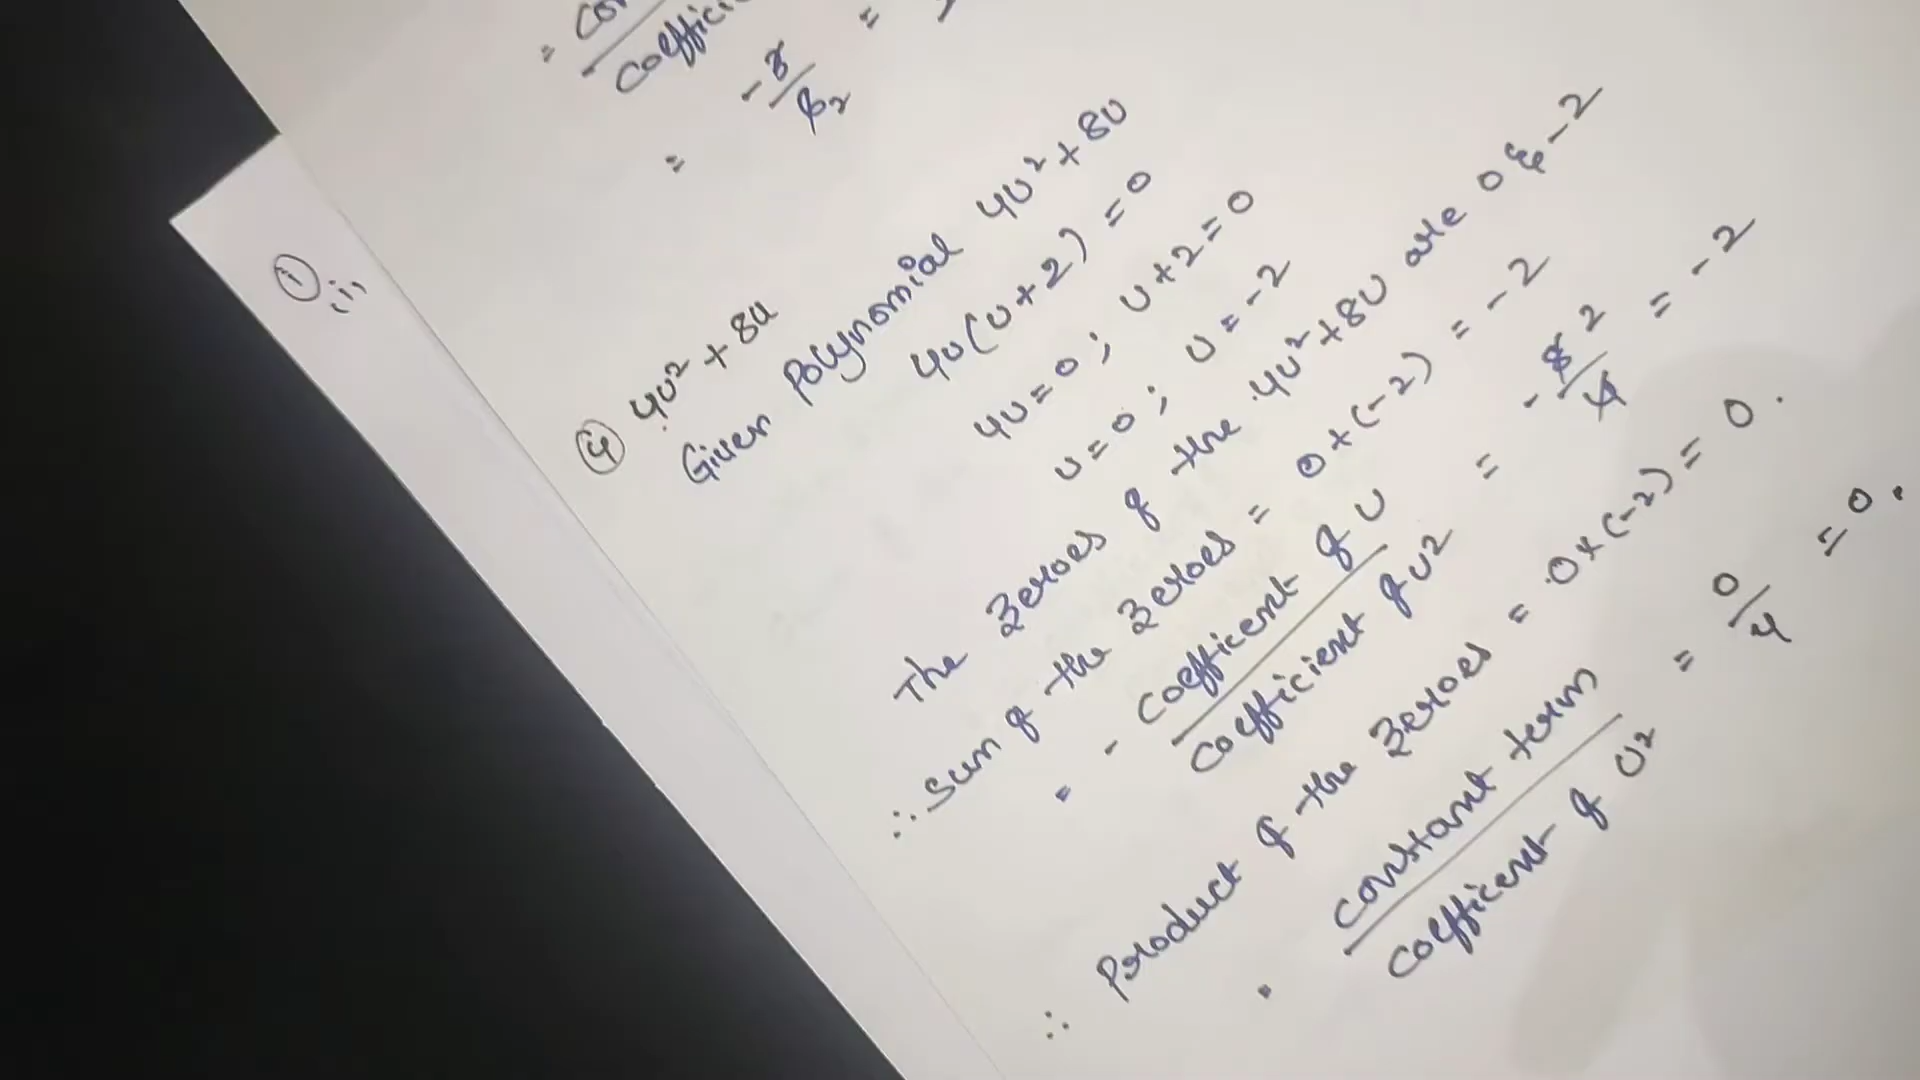 = Co
Coeffici
= -8/82 =
① ii,
④ 4U² + 8U
Given Polynomial 4U² + 8U
4U(U+2) = 0
4U = 0 ; U+2 = 0
U = 0 ; U = -2
The Zeroes of the 4U²+8U are 0 & -2
∴ Sum of the Zeroes = 0×(-2) = -2
= - Coefficient of U / Coefficient of U2 = -8 2/4 = -2
∴ Product of the Zeroes = 0×(-2) = 0.
= Constant term / Coefficient of U2 = 0/4 = 0.